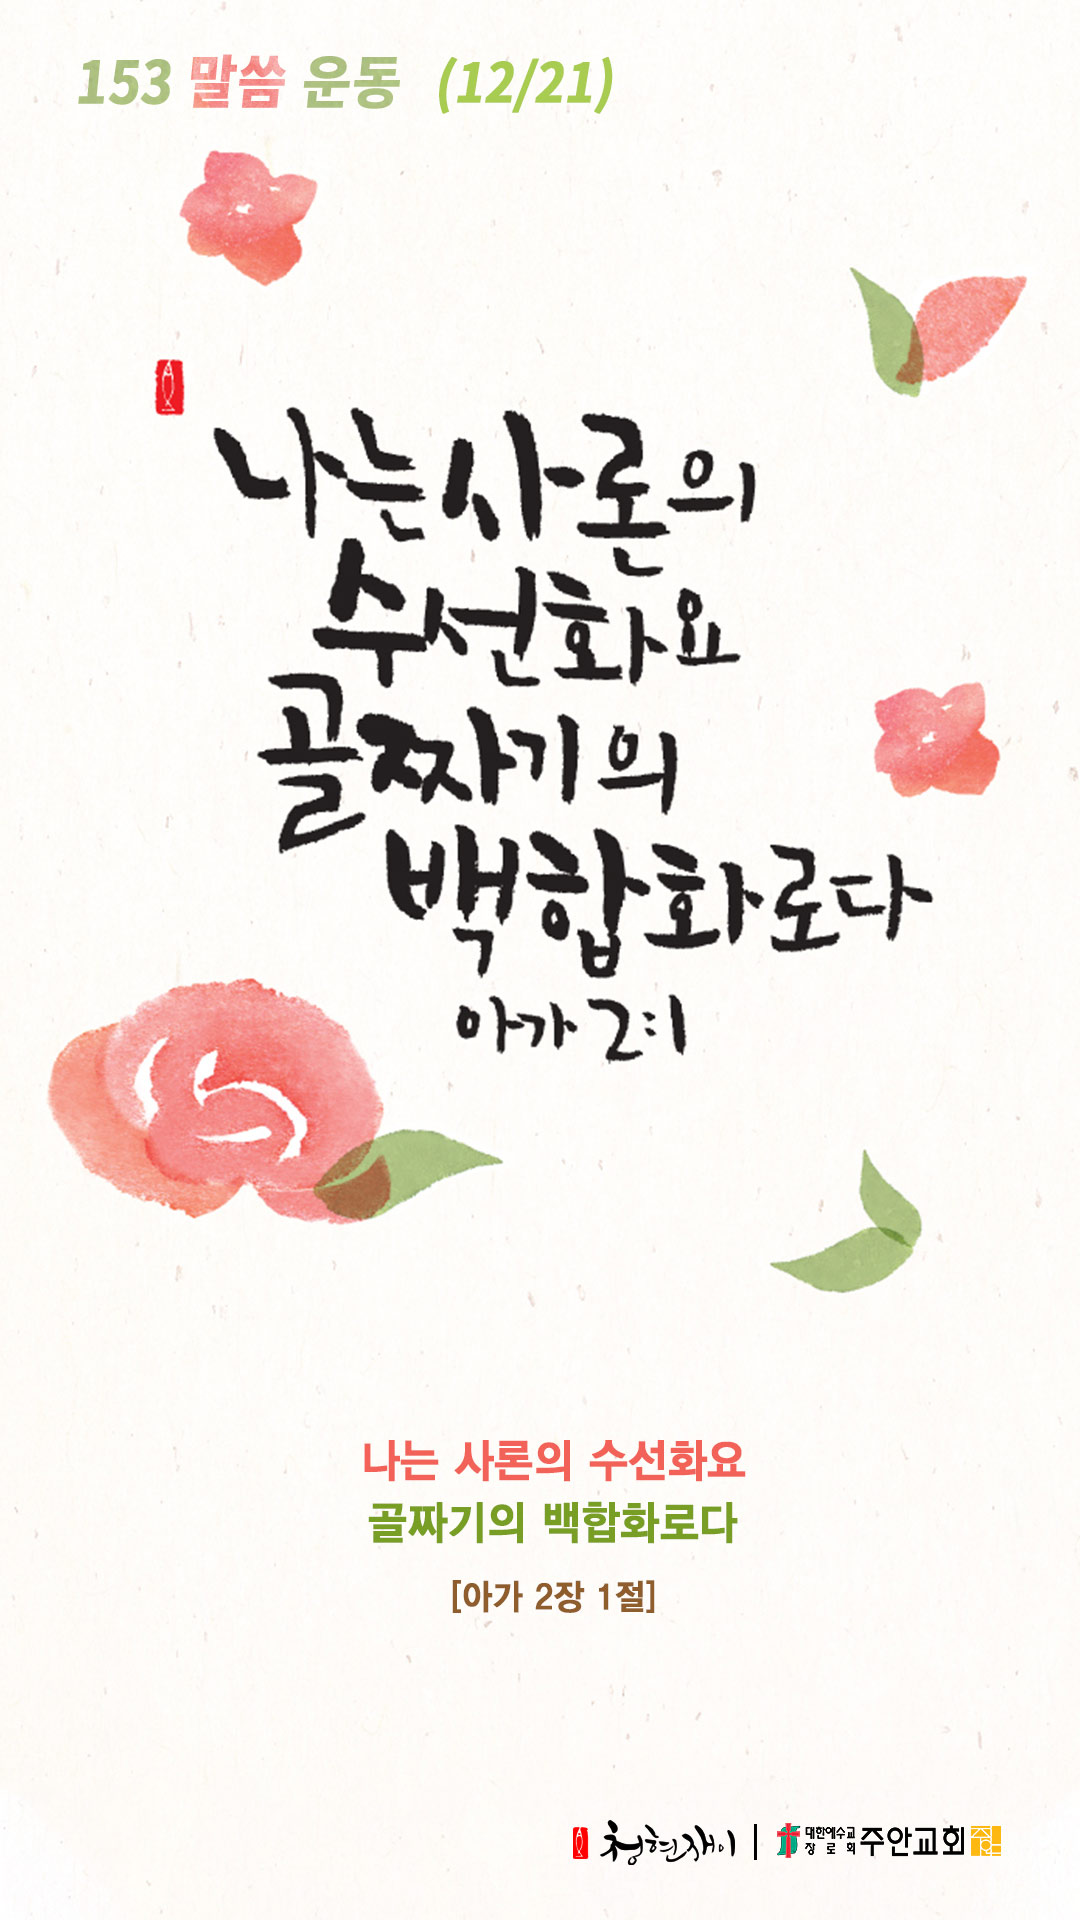 153 말씀 운동 (12/21)
나는 사론의
수선화요
골짜기의
백합화로다
아가 2:1
나는 사론의 수선화요
골짜기의 백합화로다
[아가 2장 1절]
청현재이 | 대한예수교장로회 주안교회